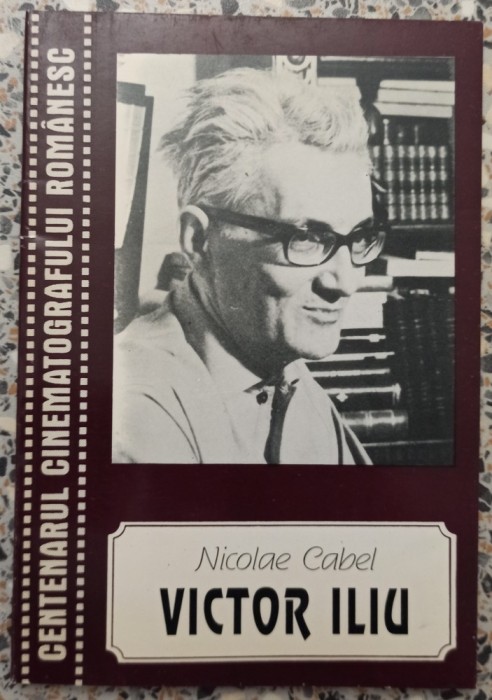 CENTENARUL CINEMATOGRAFULUI ROMÂNESC
Nicolae Cabel
VICTOR ILIU